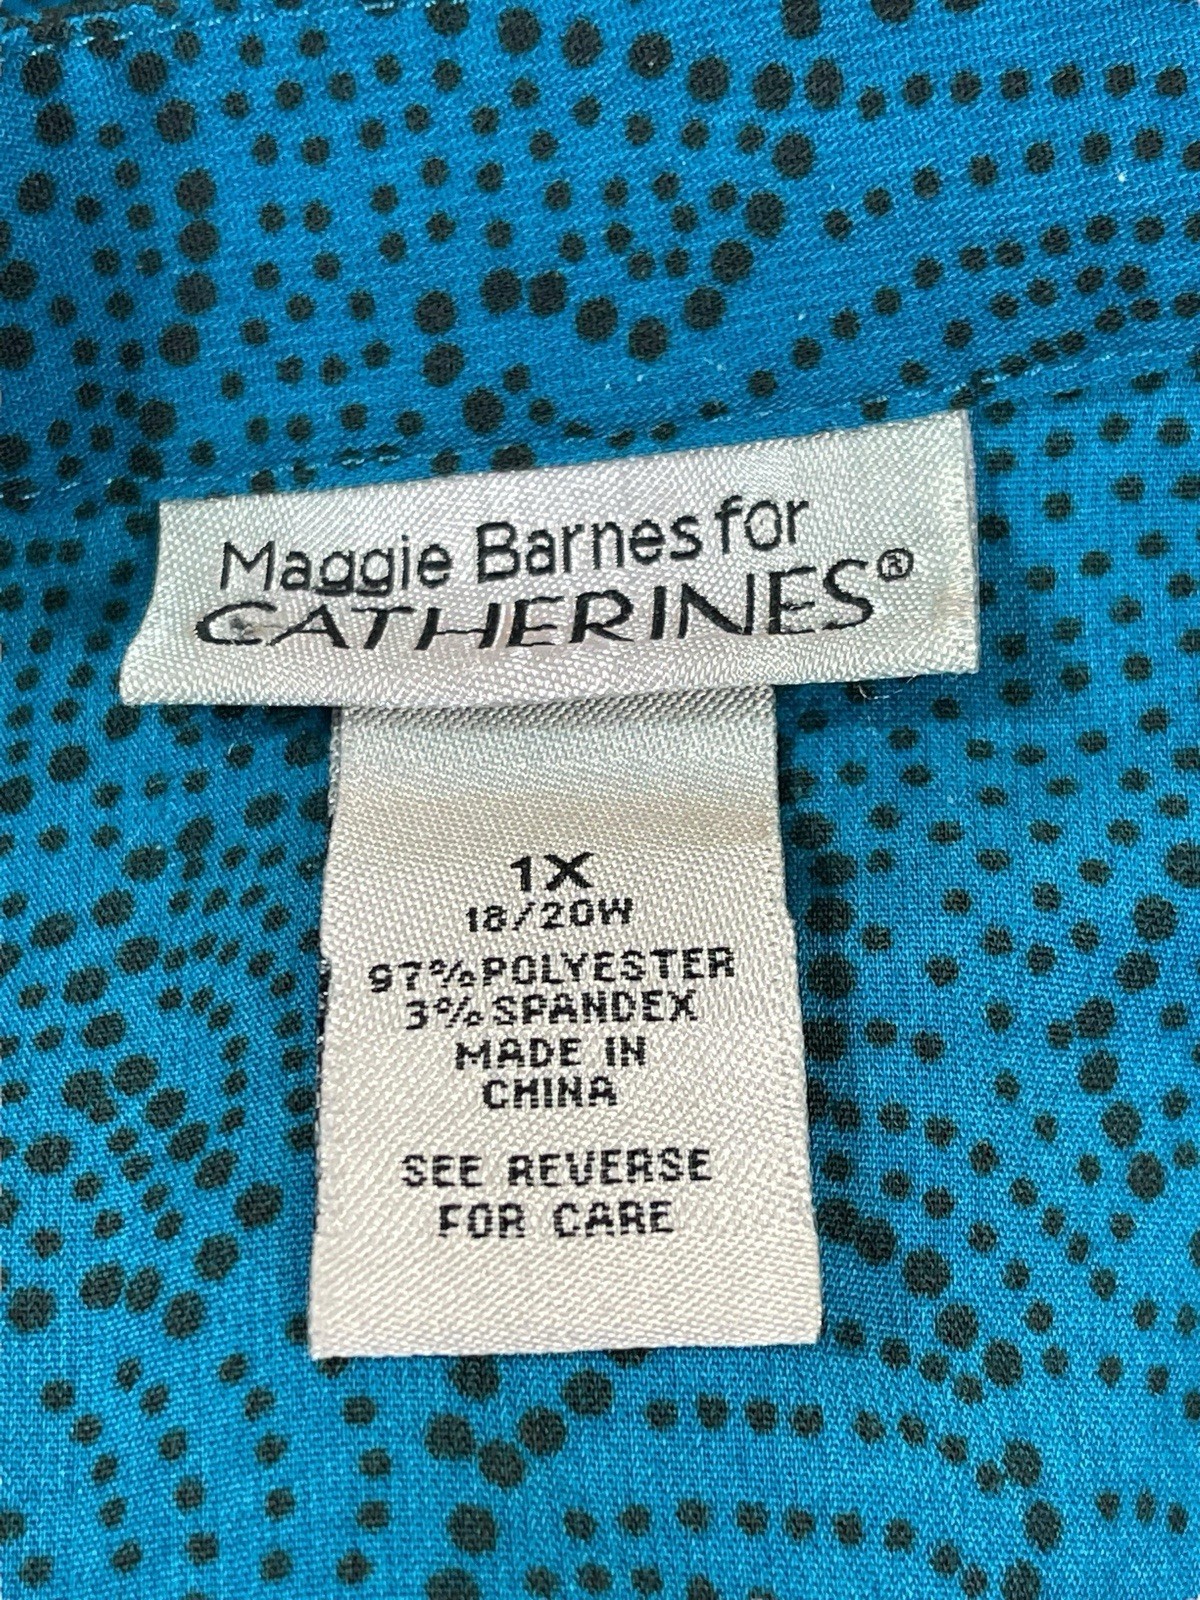 Maggie Barnes for
CATHERINES®
1X
18/20W
97% POLYESTER
3% SPANDEX
MADE IN
CHINA
SEE REVERSE
FOR CARE